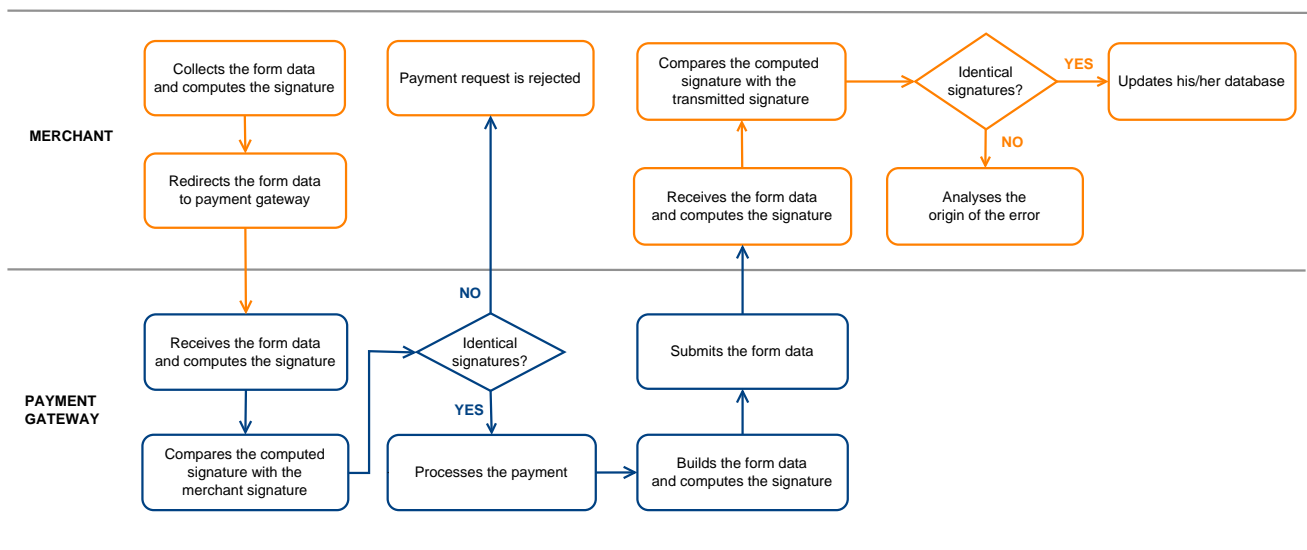 MERCHANT
Collects the form data
and computes the signature
Redirects the form data
to payment gateway
Payment request is rejected
Compares the computed
signature with the
transmitted signature
Receives the form data
and computes the signature
Identical
signatures?
YES
Updates his/her database
NO
Analyses the
origin of the error
PAYMENT
GATEWAY
Receives the form data
and computes the signature
Compares the computed
signature with the
merchant signature
NO
Identical
signatures?
YES
Processes the payment
Submits the form data
Builds the form data
and computes the signature